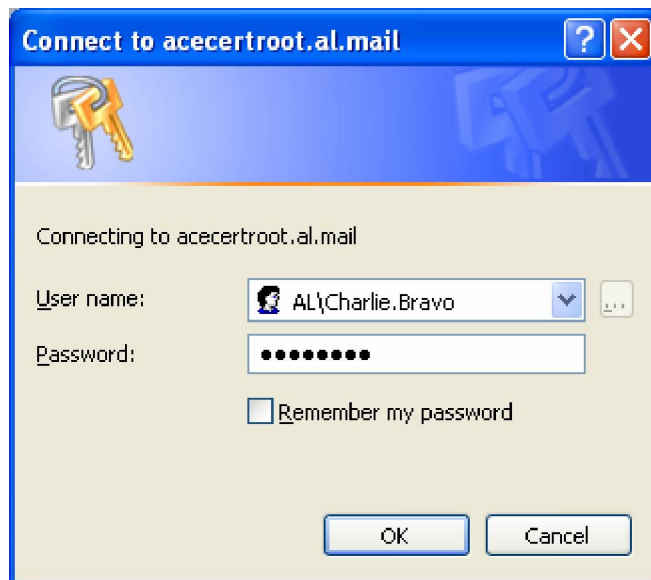 Connect to acecertroot.al.mail
Connecting to acecertroot.al.mail
User name: AL\Charlie.Bravo ...
Password: ●●●●●●●●
Remember my password
OK Cancel